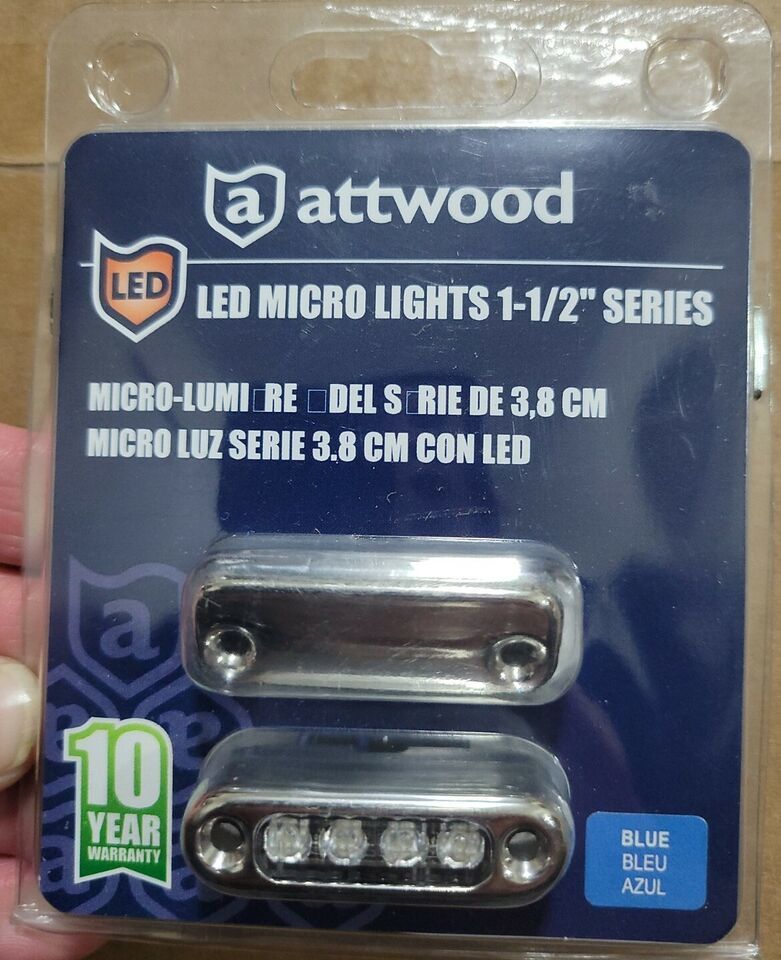 a attwood
LED
LED MICRO LIGHTS 1-1/2" SERIES
MICRO-LUMI□RE □DEL S□RIE DE 3,8 CM
MICRO LUZ SERIE 3.8 CM CON LED
a
a
a
a
10
YEAR
WARRANTY
BLUE
BLEU
AZUL